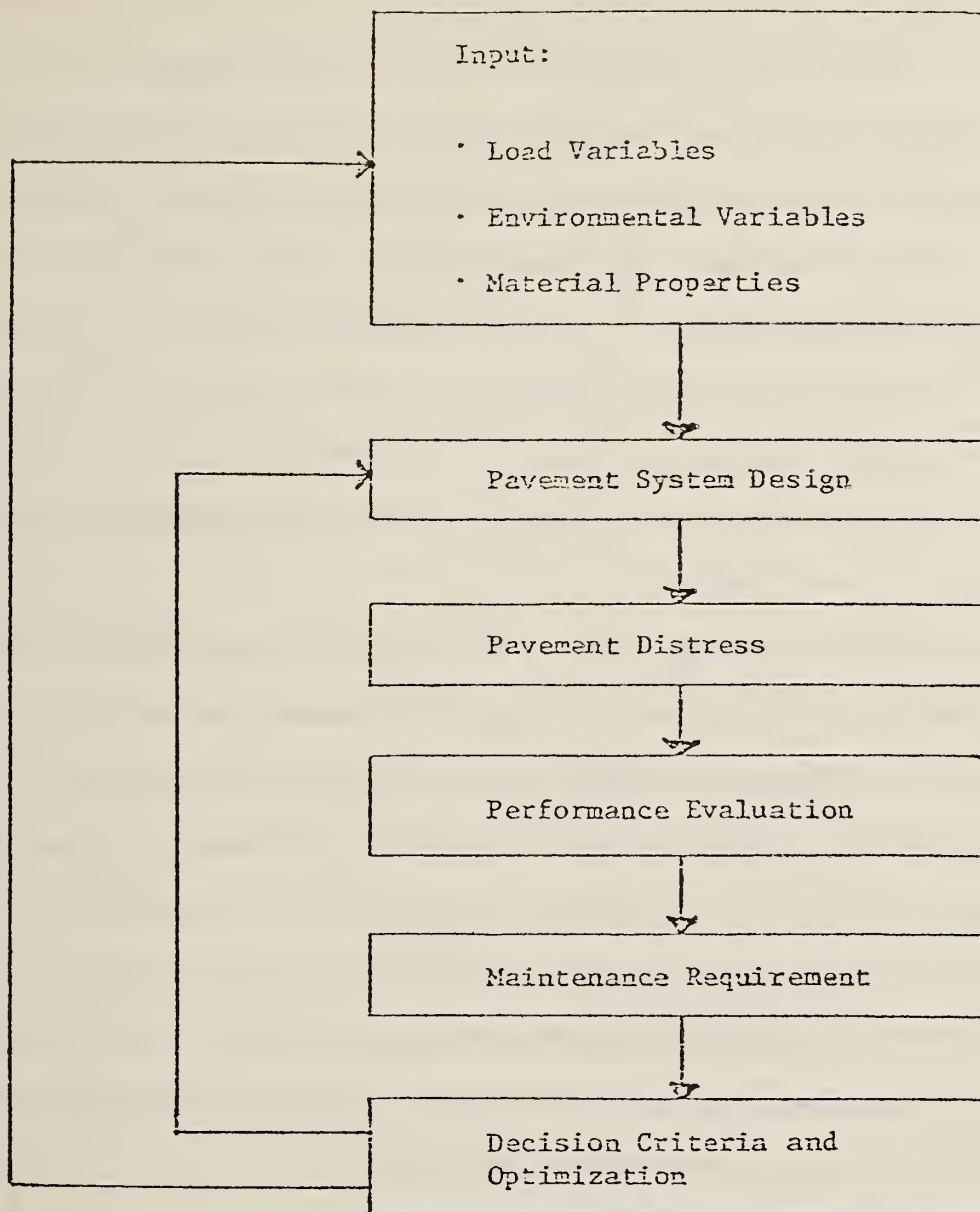 Input:
· Load Variables
· Environmental Variables
· Material Properties
Pavement System Design
Pavement Distress
Performance Evaluation
Maintenance Requirement
Decision Criteria and
Optimization